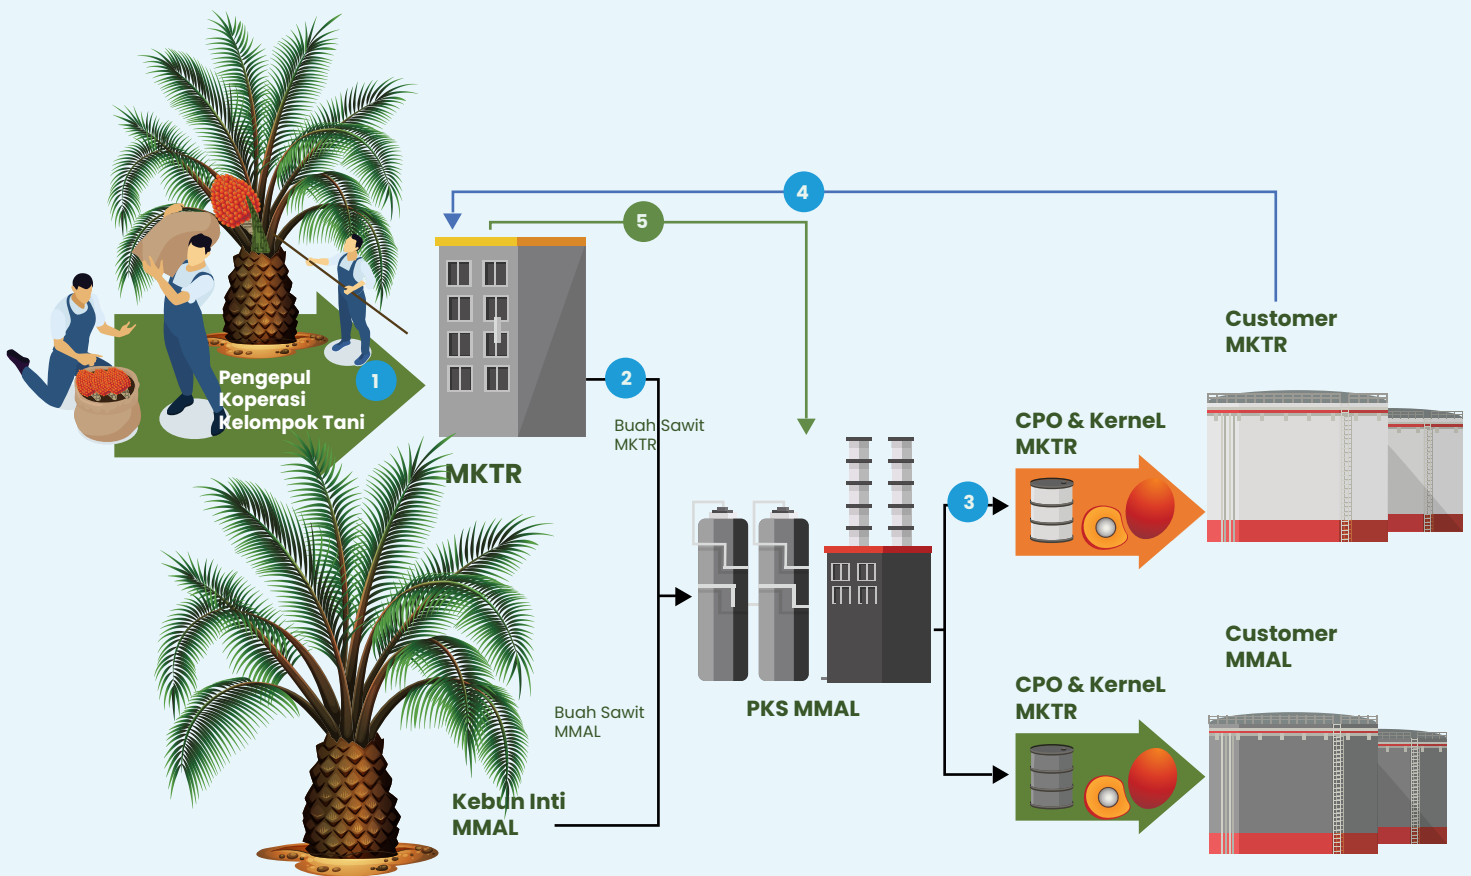 4
5
Customer
MKTR
Pengepul
Koperasi
Kelompok Tani
1
2
Buah Sawit
MKTR
MKTR
CPO & KerneL
MKTR
3
Customer
MMAL
CPO & KerneL
MKTR
PKS MMAL
Buah Sawit
MMAL
Kebun Inti
MMAL